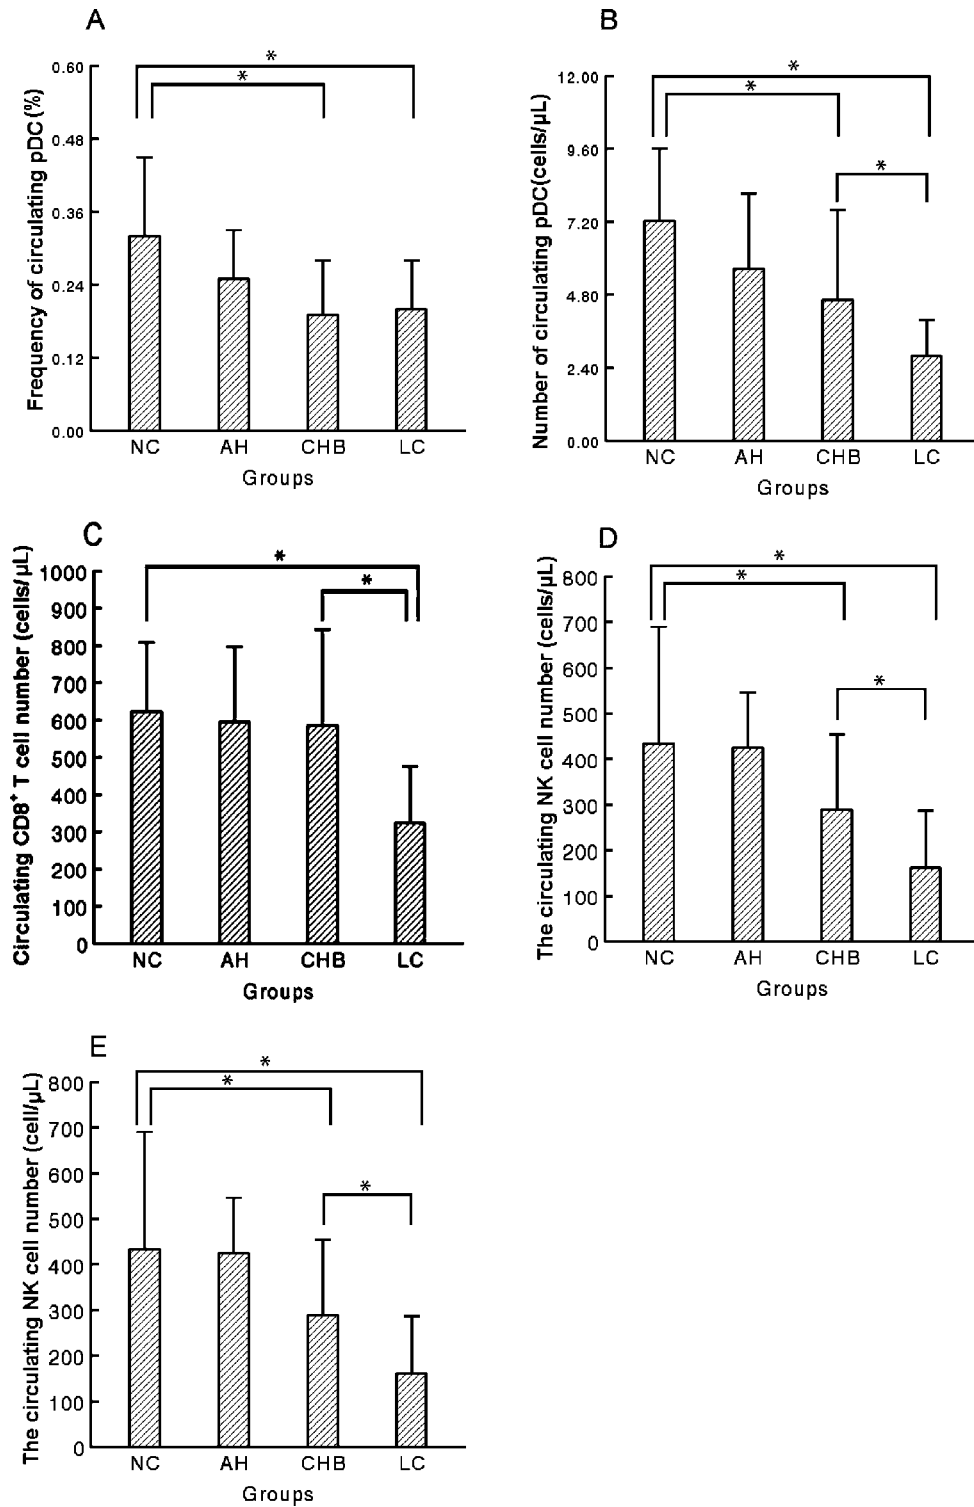 A
*
*
Frequency of circulating pDC(%)
0.60
0.48
0.36
0.24
0.12
0.00
NC AH CHB LC
Groups
B
*
*
*
Number of circulating pDC(cells/μL)
12.00
9.60
7.20
4.80
2.40
0.00
NC AH CHB LC
Groups
C
*
*
Circulating CD8+ T cell number (cells/μL)
1000
900
800
700
600
500
400
300
200
100
0
NC AH CHB LC
Groups
D
*
*
*
The circulating NK cell number (cells/μL)
800
700
600
500
400
300
200
100
0
NC AH CHB LC
Groups
E
*
*
*
The circulating NK cell number (cell/μL)
800
700
600
500
400
300
200
100
0
NC AH CHB LC
Groups